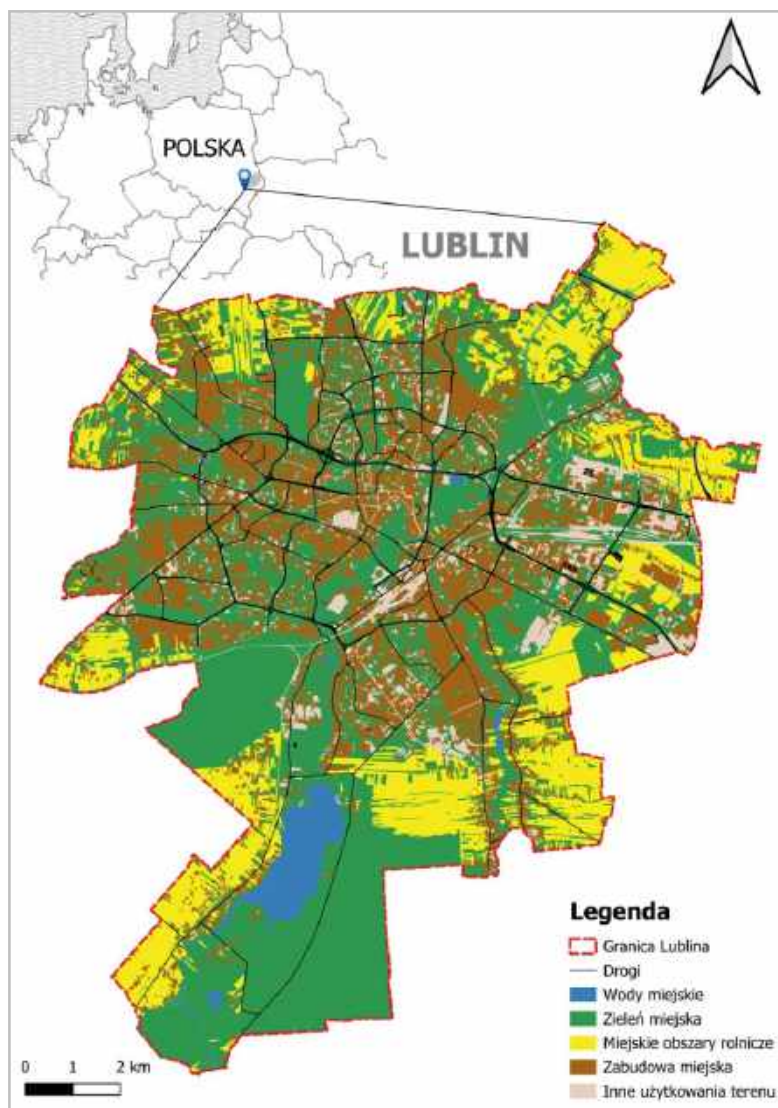 POLSKA
LUBLIN
Legenda
Granica Lublina
Drogi
Wody miejskie
Zieleń miejska
Miejskie obszary rolnicze
Zabudowa miejska
Inne użytkowania terenu
0 1 2 km